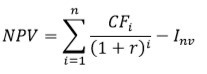 NPV = \sum_{i=1}^{n} \frac{CF_i}{(1 + r)^i} - I_{nv}